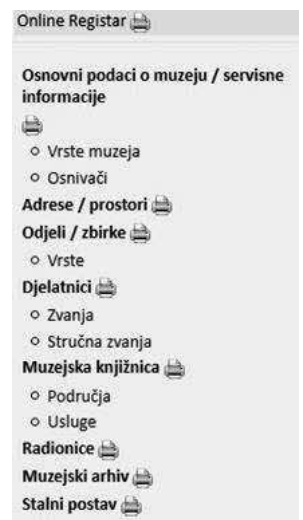 Online Registar
Osnovni podaci o muzeju / servisne
informacije
Vrste muzeja
Osnivači
Adrese / prostori
Odjeli / zbirke
Vrste
Djelatnici
Zvanja
Stručna zvanja
Muzejska knjižnica
Područja
Usluge
Radionice
Muzejski arhiv
Stalni postav